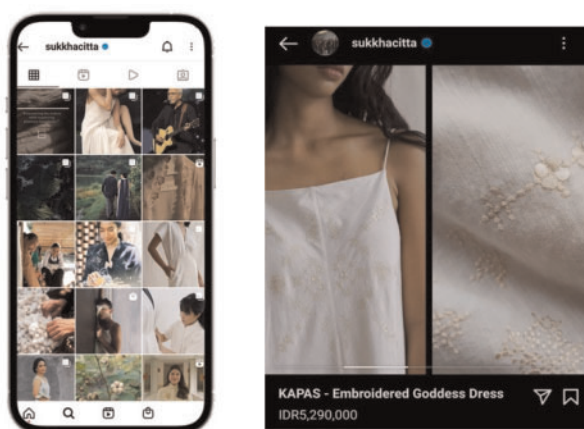 sukkhacitta
sukkhacitta
KAPAS - Embroidered Goddess Dress
IDR5,290,000